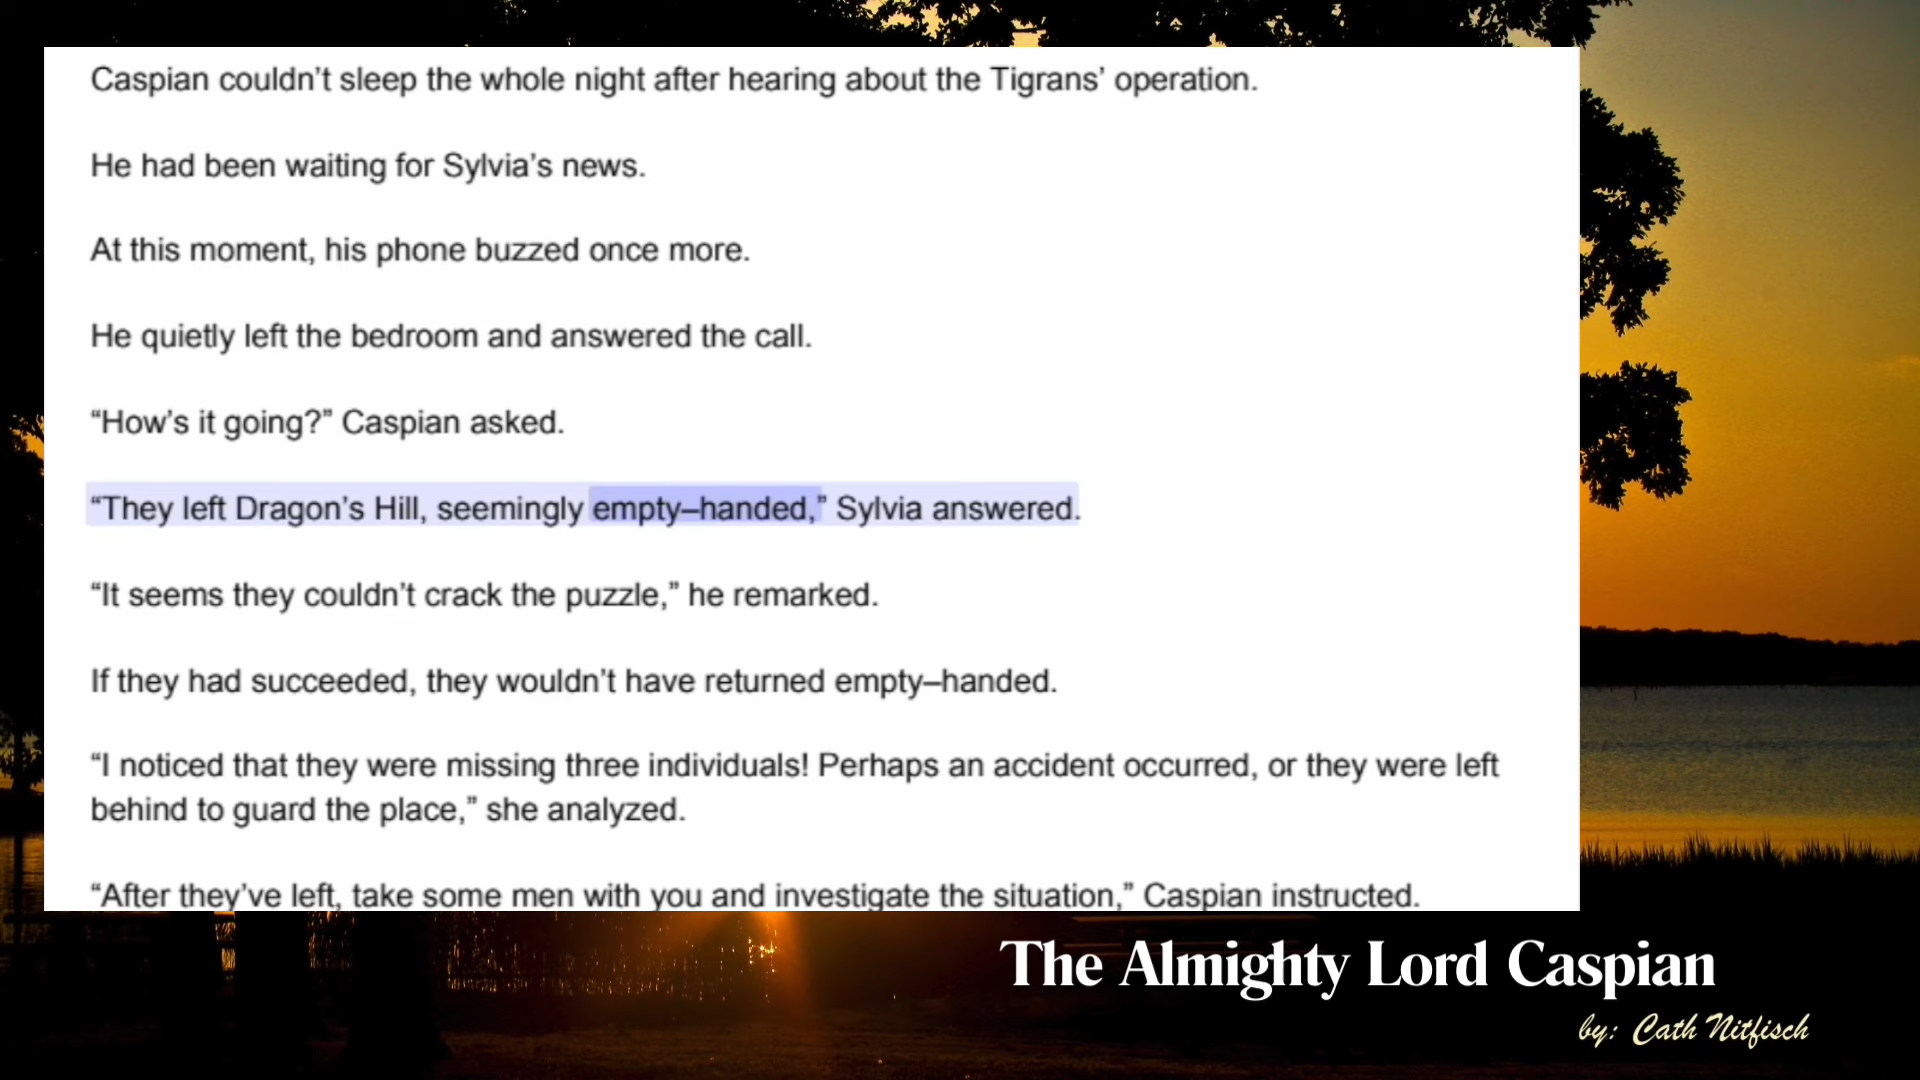 Caspian couldn’t sleep the whole night after hearing about the Tigrans’ operation.
He had been waiting for Sylvia’s news.
At this moment, his phone buzzed once more.
He quietly left the bedroom and answered the call.
“How’s it going?” Caspian asked.
“They left Dragon’s Hill, seemingly empty–handed,” Sylvia answered.
“It seems they couldn’t crack the puzzle,” he remarked.
If they had succeeded, they wouldn’t have returned empty–handed.
“I noticed that they were missing three individuals! Perhaps an accident occurred, or they were left
behind to guard the place,” she analyzed.
“After they’ve left, take some men with you and investigate the situation,” Caspian instructed.
The Almighty Lord Caspian
by: Cath Nitfisch